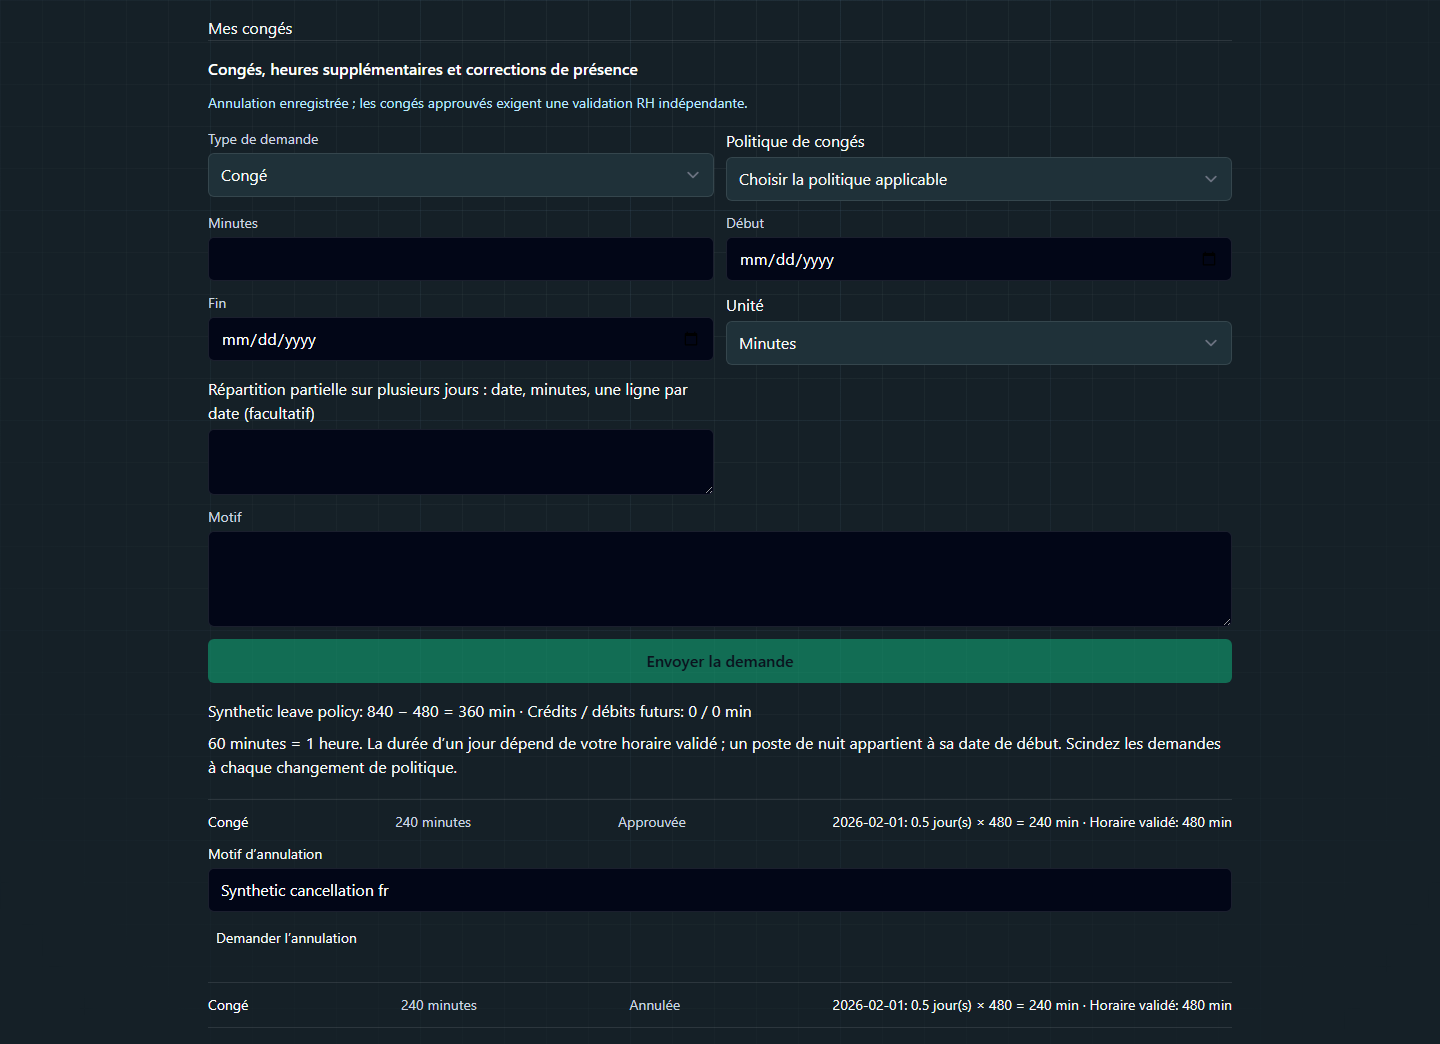 Mes congés
Congés, heures supplémentaires et corrections de présence
Annulation enregistrée ; les congés approuvés exigent une validation RH indépendante.
Type de demande
Congé
Politique de congés
Choisir la politique applicable
Minutes
Début
mm/dd/yyyy
Fin
mm/dd/yyyy
Unité
Minutes
Répartition partielle sur plusieurs jours : date, minutes, une ligne par
date (facultatif)
Motif
Envoyer la demande
Synthetic leave policy: 840 − 480 = 360 min · Crédits / débits futurs: 0 / 0 min
60 minutes = 1 heure. La durée d’un jour dépend de votre horaire validé ; un poste de nuit appartient à sa date de début. Scindez les demandes
à chaque changement de politique.
Congé 240 minutes Approuvée 2026-02-01: 0.5 jour(s) × 480 = 240 min · Horaire validé: 480 min
Motif d’annulation
Synthetic cancellation fr
Demander l’annulation
Congé 240 minutes Annulée 2026-02-01: 0.5 jour(s) × 480 = 240 min · Horaire validé: 480 min